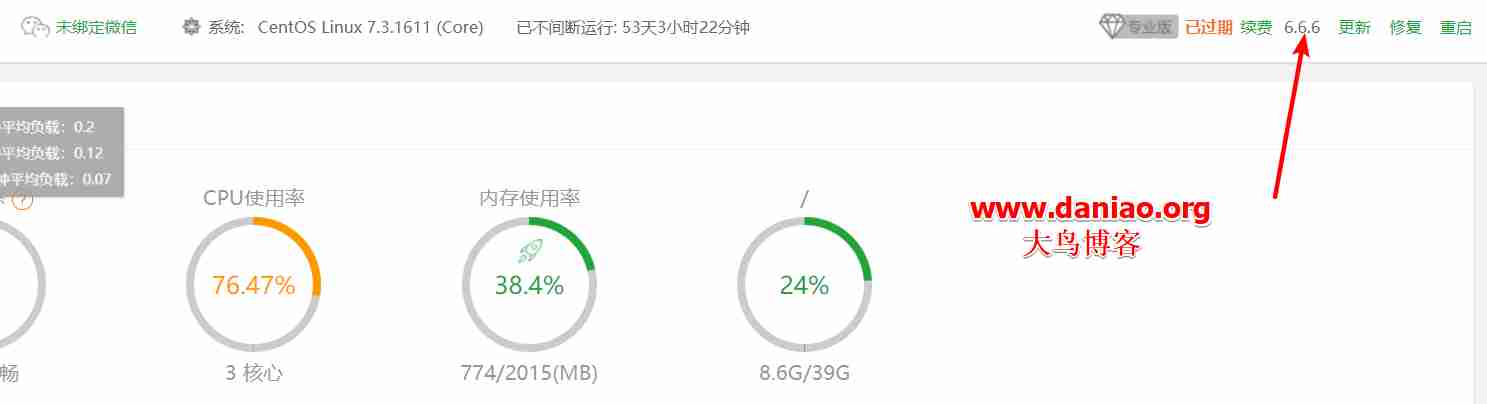 未绑定微信 系统: CentOS Linux 7.3.1611 (Core) 已不间断运行: 53天3小时22分钟 专业版 已过期 续费 6.6.6 更新 修复 重启
平均负载：0.2
平均负载：0.12
钟平均负载：0.07
?
CPU使用率 内存使用率 /
www.daniao.org
大鸟博客
76.47% 38.4% 24%
畅 3 核心 774/2015(MB) 8.6G/39G